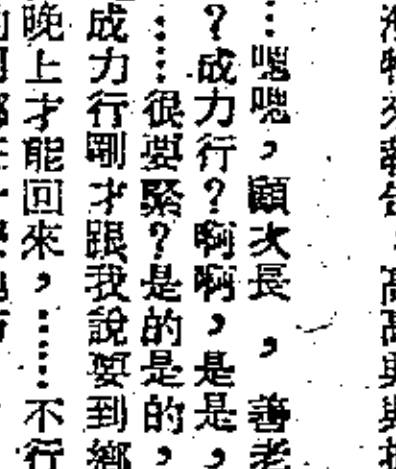 …嗯嗯，顧次長，善老
？成力行？啊啊，是是，
…很要緊？是的是的，
成力行剛才跟我說要到鄉
晚上才能回來，……不行